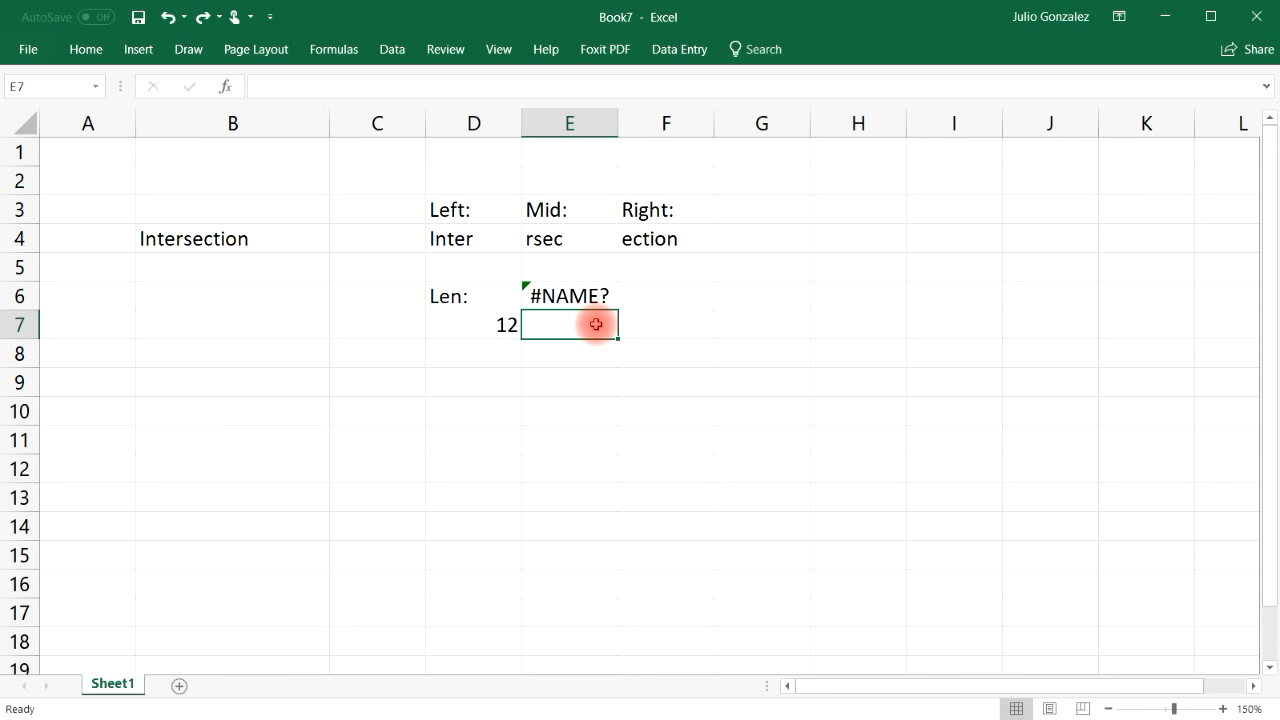 AutoSave Off
Book7 - Excel
Julio Gonzalez
File Home Insert Draw Page Layout Formulas Data Review View Help Foxit PDF Data Entry Search Share
E7 fx
A B C D E F G H I J K L
1
2
3 Left: Mid: Right:
4 Intersection Inter rsec ection
5
6 Len: #NAME?
7 12
8
9
10
11
12
13
14
15
16
17
18
19
Sheet1
Ready 150%